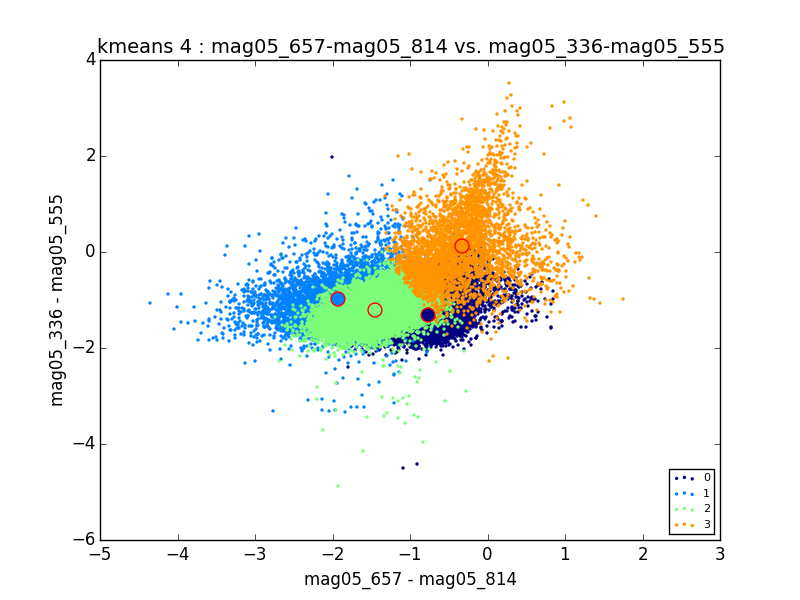 kmeans 4 : mag05_657-mag05_814 vs. mag05_336-mag05_555
4
2
0
−2
−4
−6
mag05_336 - mag05_555
−5 −4 −3 −2 −1 0 1 2 3
mag05_657 - mag05_814
0
1
2
3